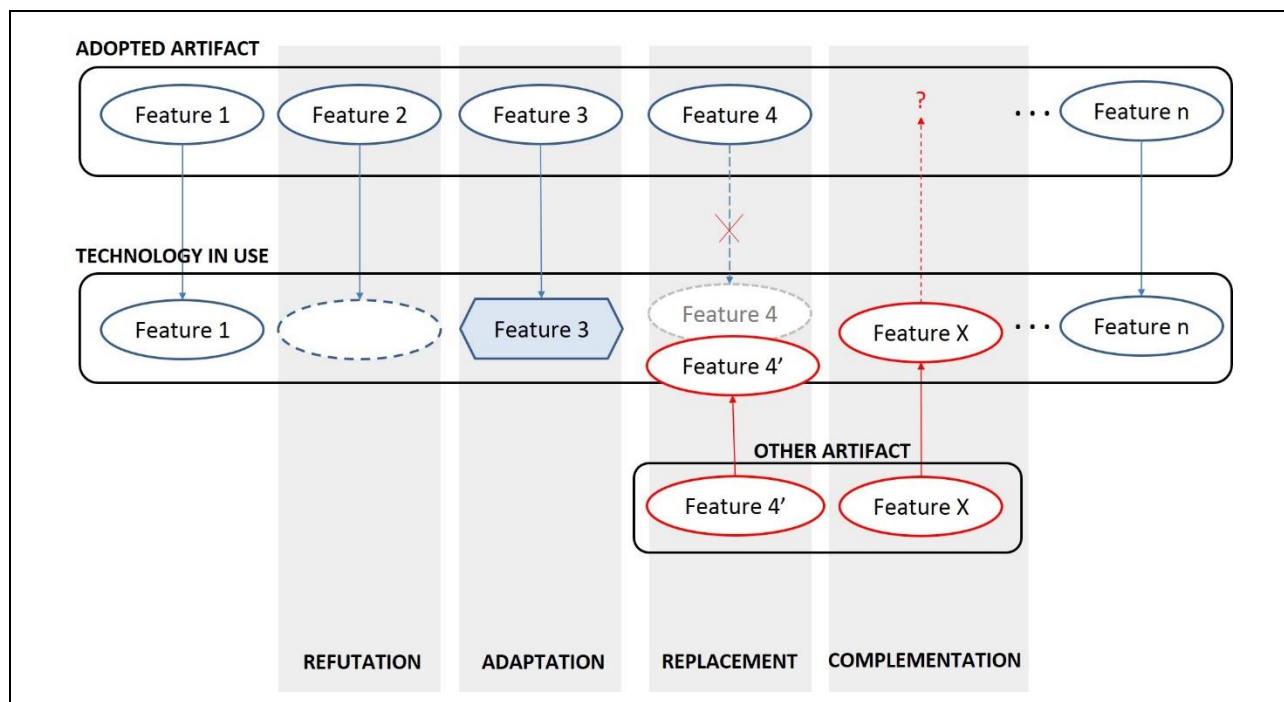 ADOPTED ARTIFACT
Feature 1
Feature 2
Feature 3
Feature 4
?
...
Feature n
TECHNOLOGY IN USE
Feature 1
Feature 3
Feature 4
Feature 4’
Feature X
...
Feature n
OTHER ARTIFACT
Feature 4’
Feature X
REFUTATION
ADAPTATION
REPLACEMENT
COMPLEMENTATION